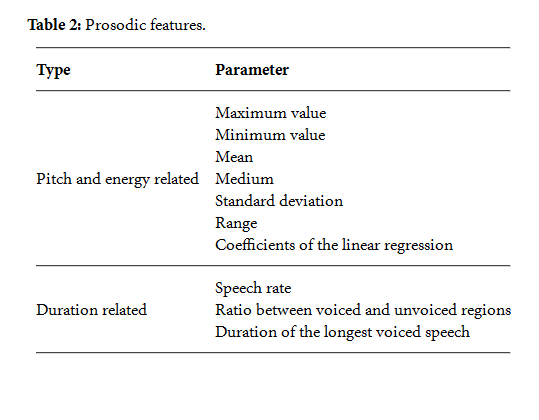 Table 2: Prosodic features.
Type Parameter
Maximum value
Minimum value
Mean
Pitch and energy related Medium
Standard deviation
Range
Coefficients of the linear regression
Speech rate
Duration related Ratio between voiced and unvoiced regions
Duration of the longest voiced speech